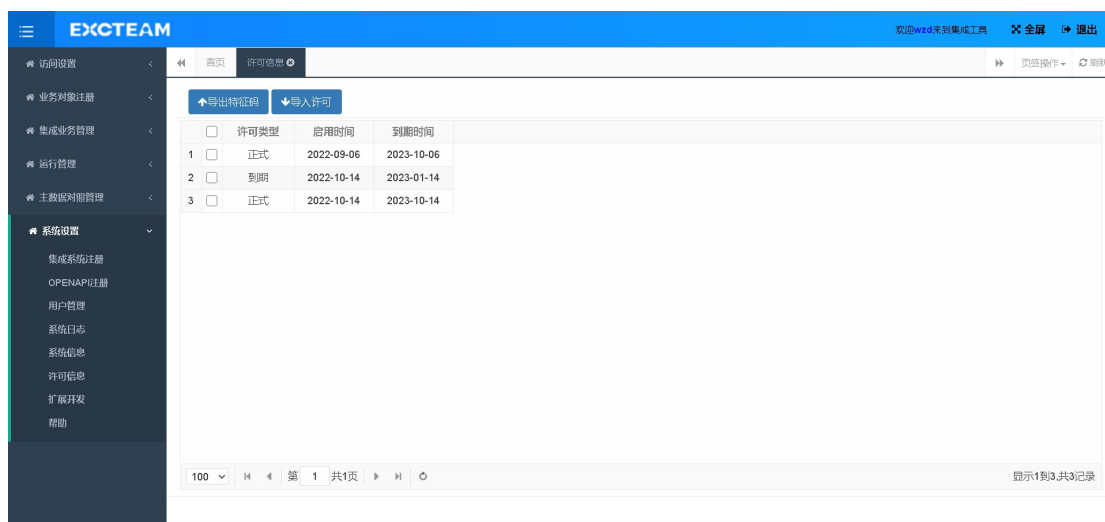 EXCTEAM 欢迎wzd来到集成工具 全屏 退出
访问设置
首页 许可信息 页签操作 刷新
业务对象注册
导出特征码 导入许可
集成业务管理
许可类型 启用时间 到期时间
1 正式 2022-09-06 2023-10-06
运行管理
2 到期 2022-10-14 2023-01-14
主数据对照管理
3 正式 2022-10-14 2023-10-14
系统设置
集成系统注册
OPENAPI注册
用户管理
系统日志
系统信息
许可信息
扩展开发
帮助
100 第 1 共1页 显示1到3,共3记录